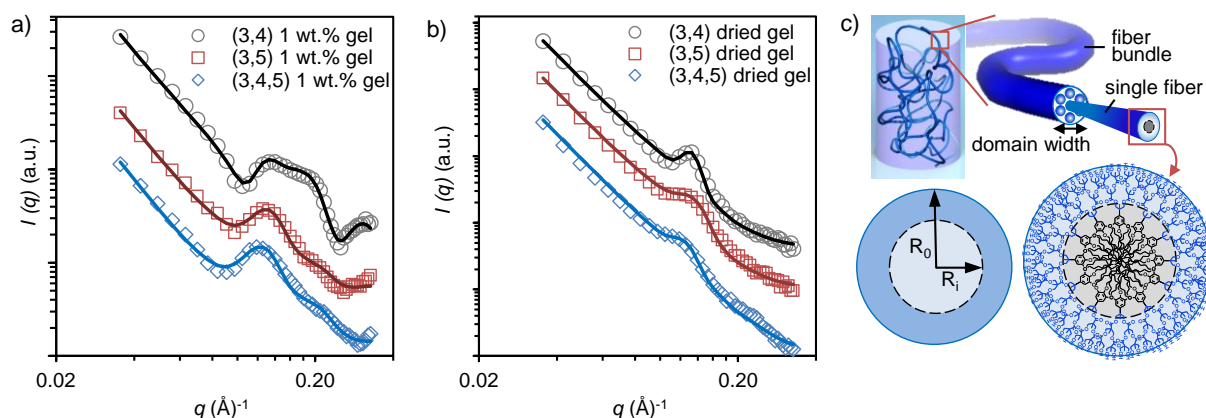 a)
(3,4) 1 wt.% gel
(3,5) 1 wt.% gel
(3,4,5) 1 wt.% gel
I (q) (a.u.)
0.02
0.20
q (Å)-1
b)
(3,4) dried gel
(3,5) dried gel
(3,4,5) dried gel
I (q) (a.u.)
0.02
0.20
q (Å)-1
c)
fiber
bundle
single fiber
domain width
R0
Ri